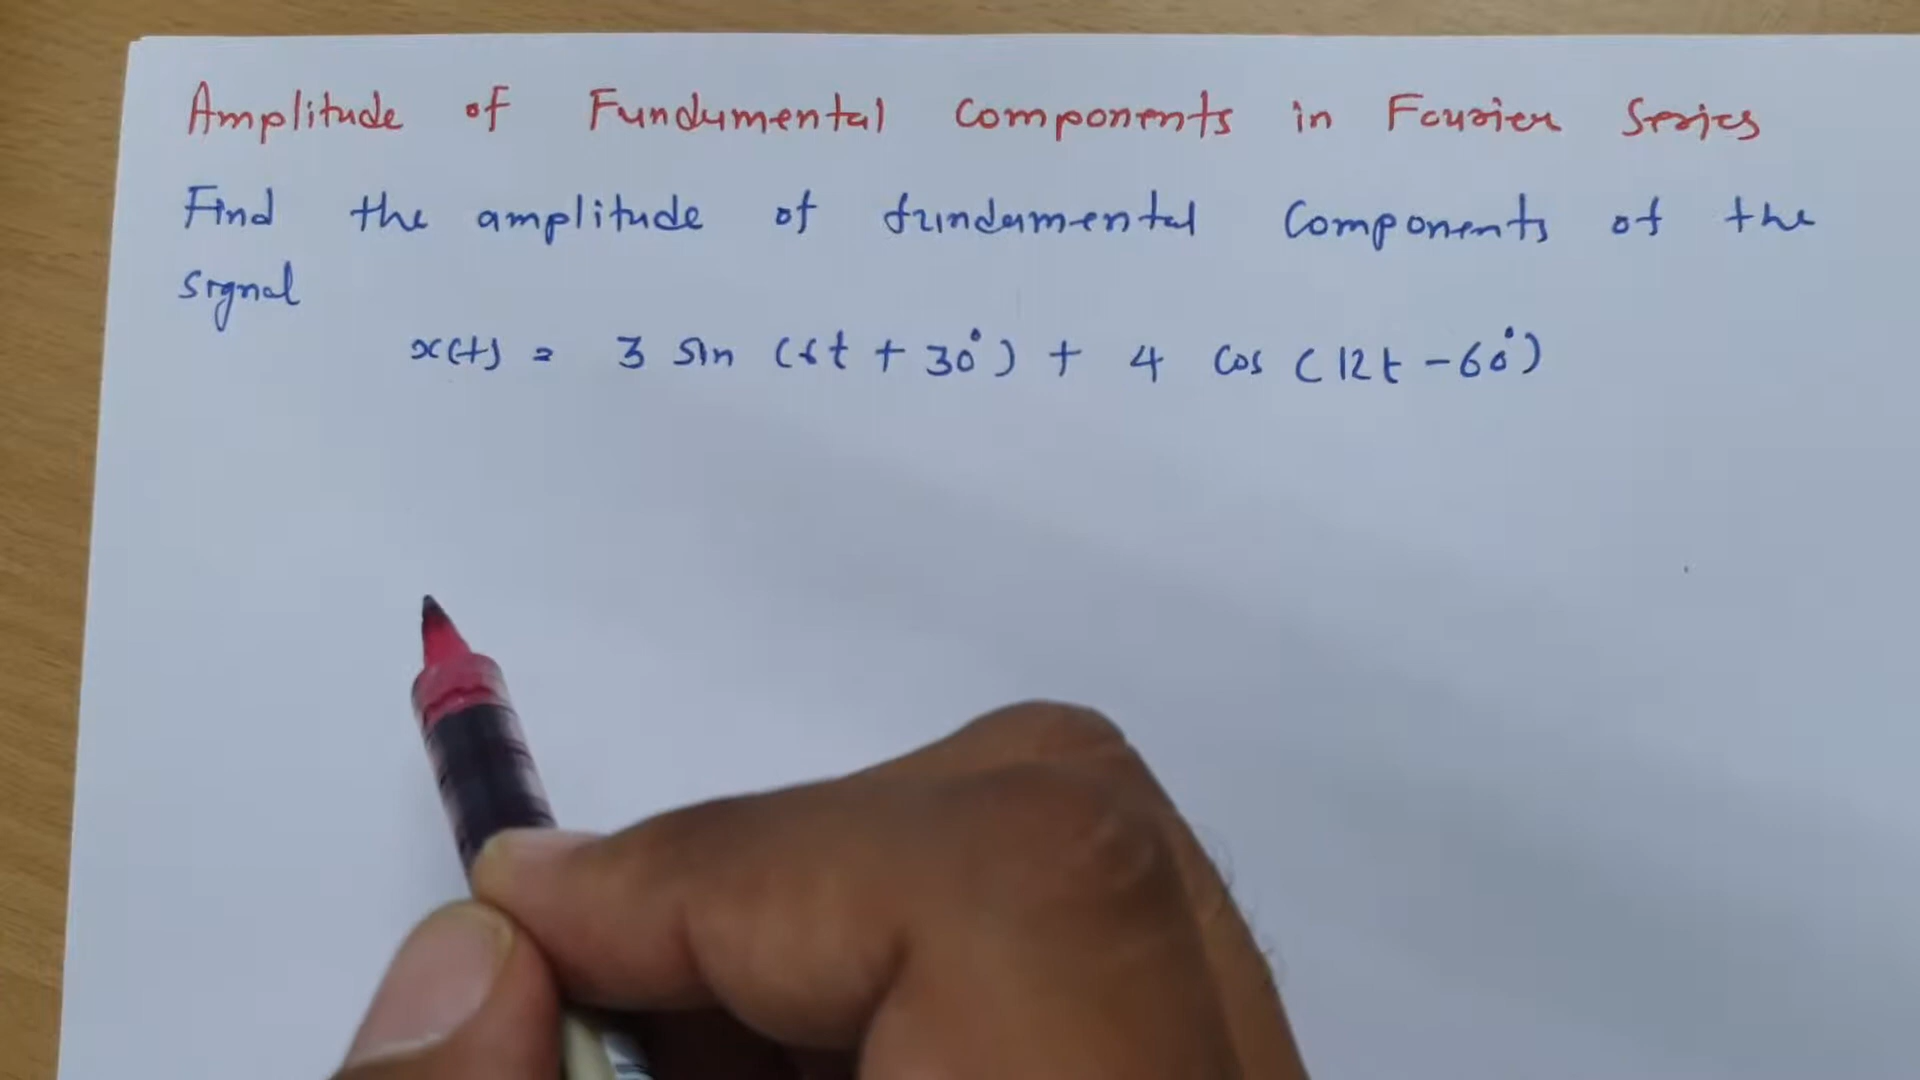 Amplitude of Fundumental Components in Fourier Series
Find the amplitude of fundamental Components of the
signal
x(t) = 3 sin (6t + 30°) + 4 cos (12t - 60°)